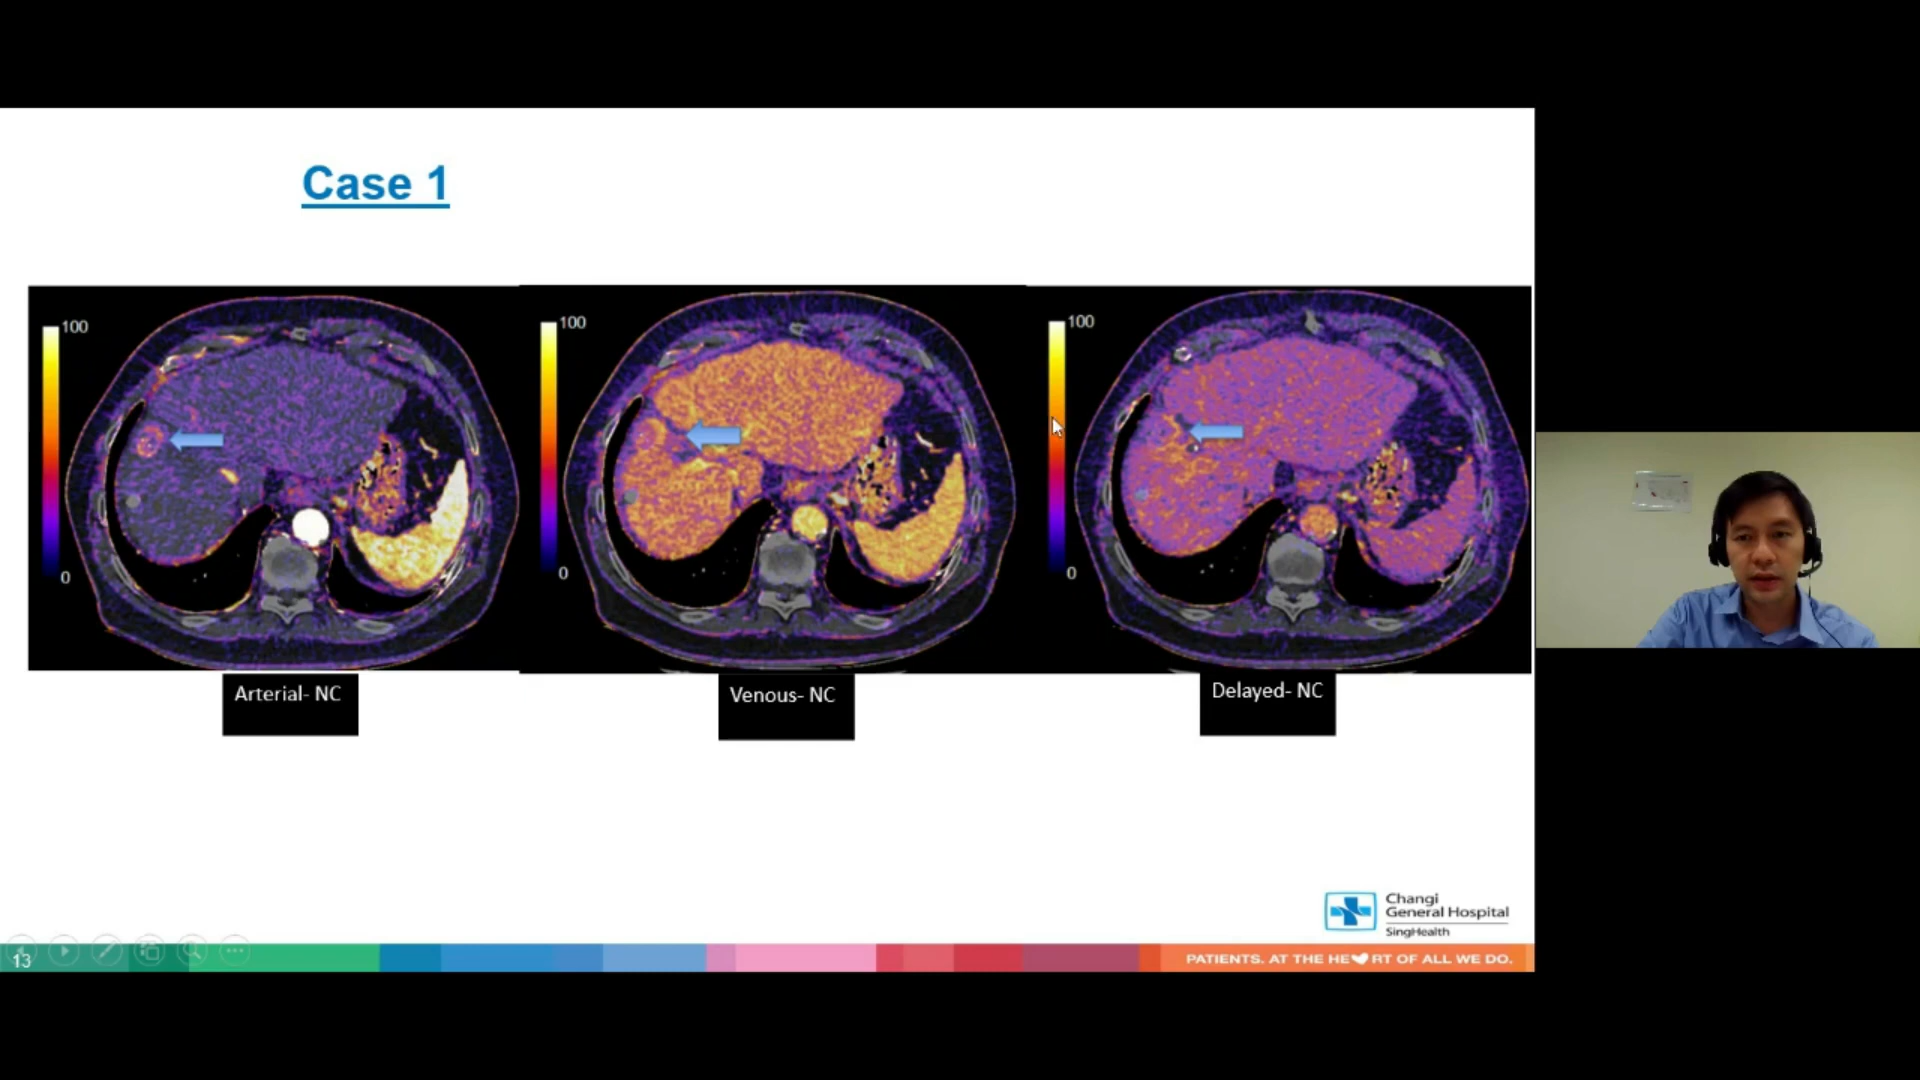 Case 1
100
0
100
0
100
0
Arterial- NC
Venous- NC
Delayed- NC
Changi
General Hospital
SingHealth
13
PATIENTS. AT THE HE RT OF ALL WE DO.